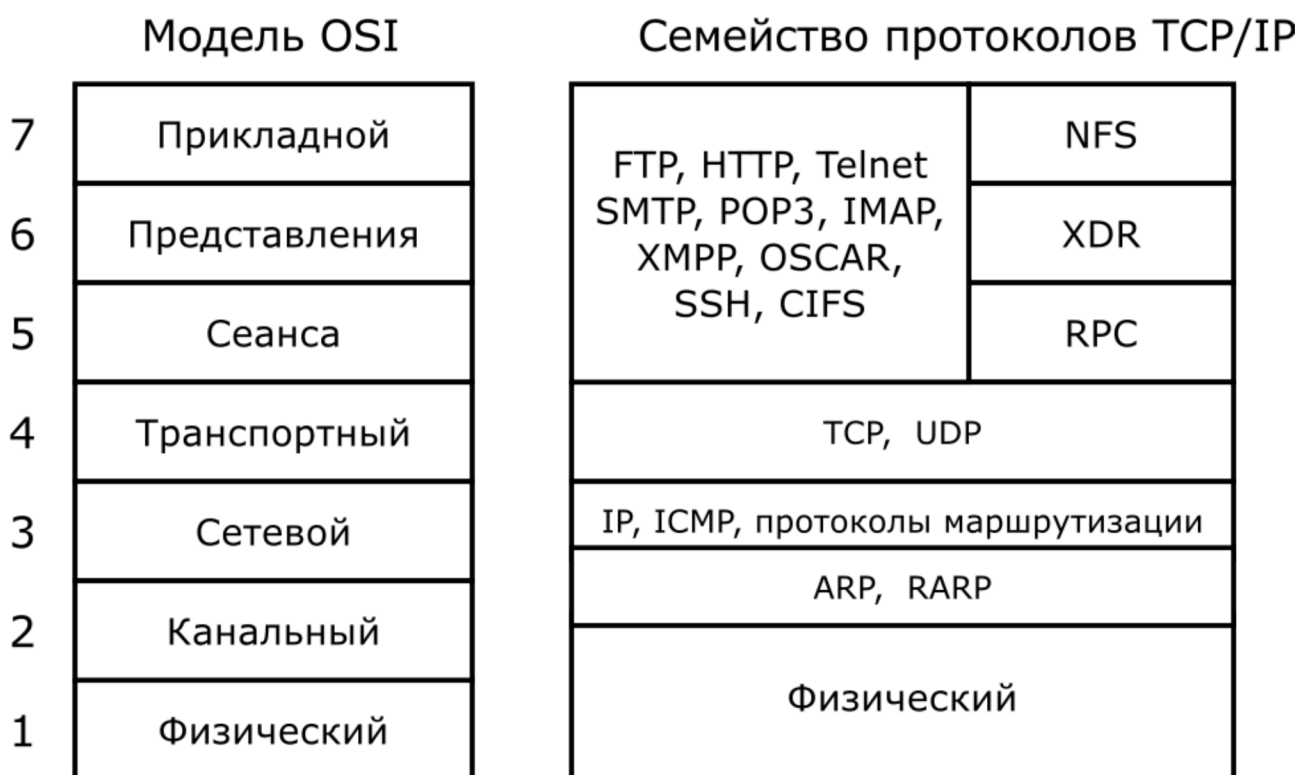 Модель OSI
Семейство протоколов TCP/IP
7
Прикладной
6
Представления
5
Сеанса
4
Транспортный
3
Сетевой
2
Канальный
1
Физический
FTP, HTTP, Telnet
SMTP, POP3, IMAP,
XMPP, OSCAR,
SSH, CIFS
NFS
XDR
RPC
TCP, UDP
IP, ICMP, протоколы маршрутизации
ARP, RARP
Физический